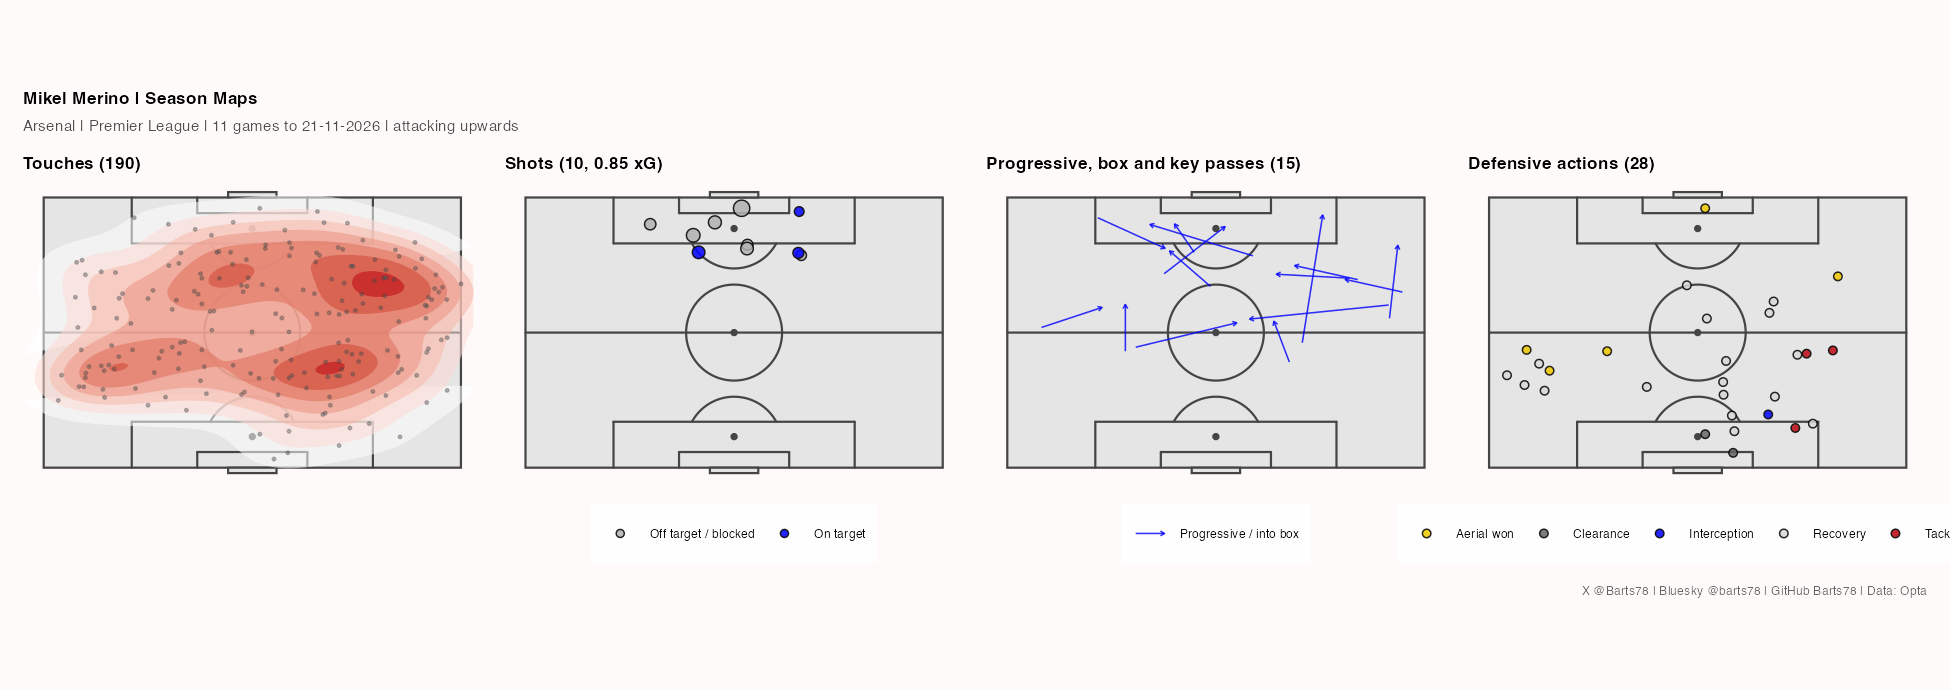 Mikel Merino | Season Maps
Arsenal | Premier League | 11 games to 21-11-2026 | attacking upwards
Touches (190)
Shots (10, 0.85 xG)
Progressive, box and key passes (15)
Defensive actions (28)
Off target / blocked
On target
Progressive / into box
Aerial won
Clearance
Interception
Recovery
Tack
X @Barts78 | Bluesky @barts78 | GitHub Barts78 | Data: Opta